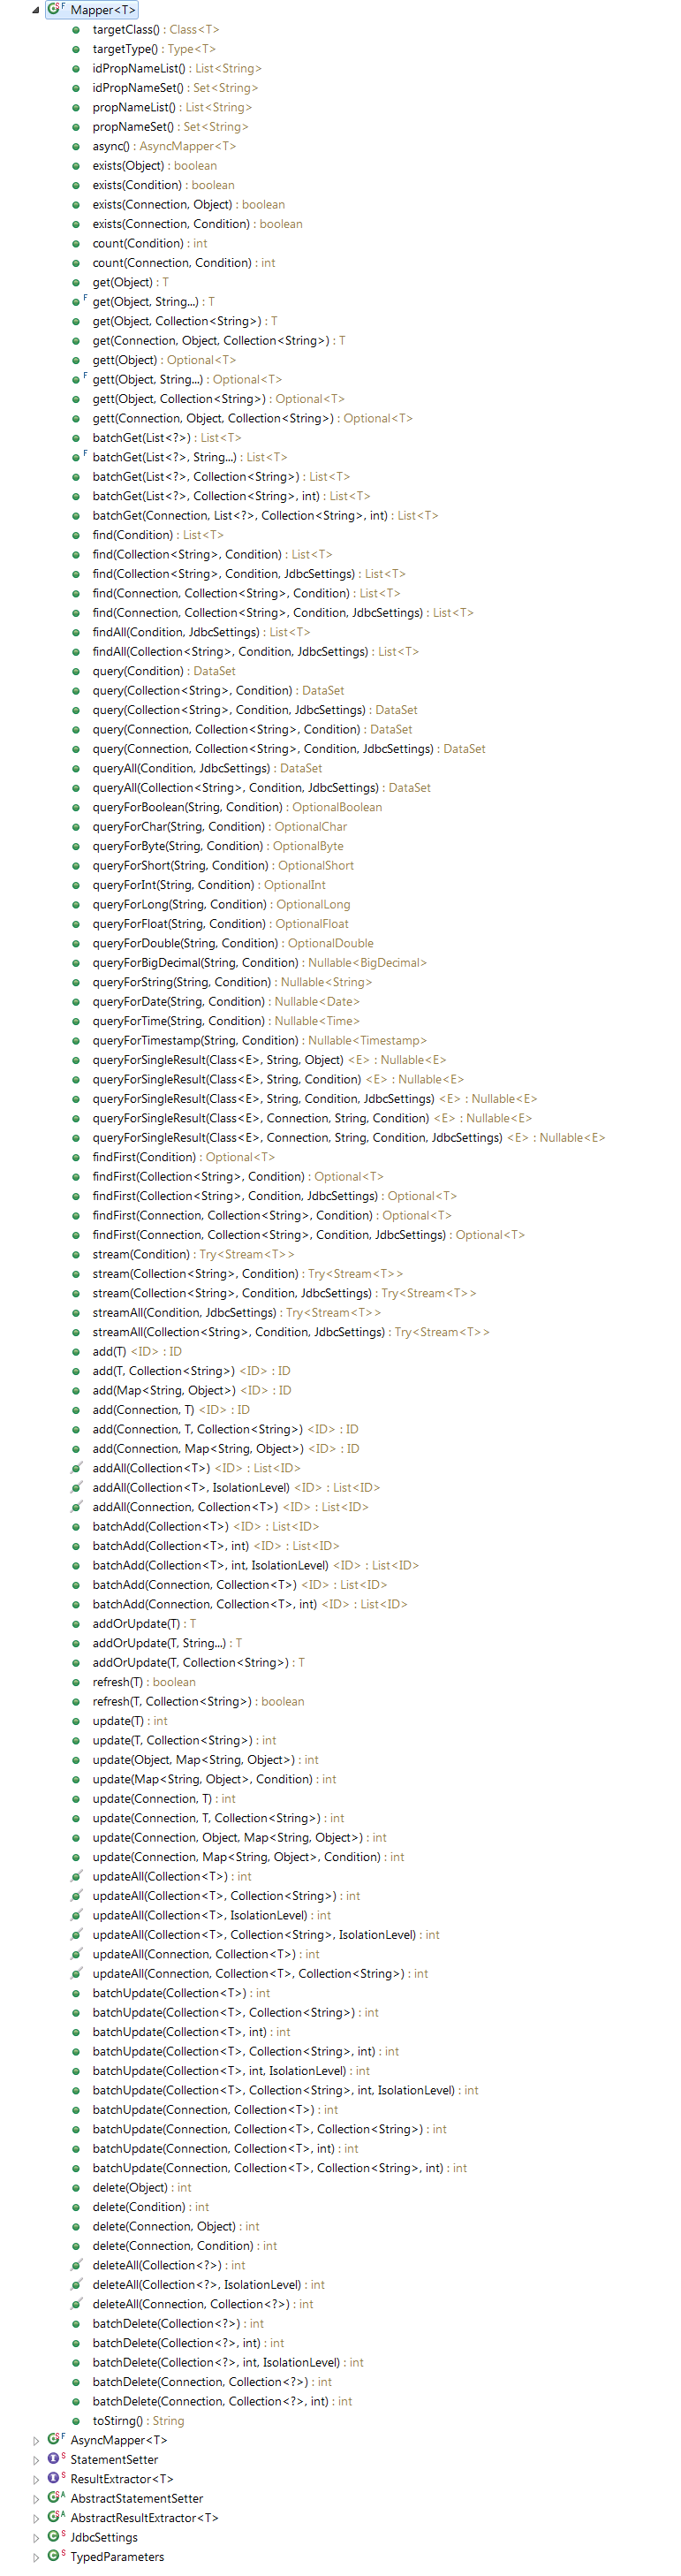 Mapper<T>
targetClass() : Class<T>
targetType() : Type<T>
idPropNameList() : List<String>
idPropNameSet() : Set<String>
propNameList() : List<String>
propNameSet() : Set<String>
async() : AsyncMapper<T>
exists(Object) : boolean
exists(Condition) : boolean
exists(Connection, Object) : boolean
exists(Connection, Condition) : boolean
count(Condition) : int
count(Connection, Condition) : int
get(Object) : T
F get(Object, String...) : T
get(Object, Collection<String>) : T
get(Connection, Object, Collection<String>) : T
gett(Object) : Optional<T>
F gett(Object, String...) : Optional<T>
gett(Object, Collection<String>) : Optional<T>
gett(Connection, Object, Collection<String>) : Optional<T>
batchGet(List<?>) : List<T>
F batchGet(List<?>, String...) : List<T>
batchGet(List<?>, Collection<String>) : List<T>
batchGet(List<?>, Collection<String>, int) : List<T>
batchGet(Connection, List<?>, Collection<String>, int) : List<T>
find(Condition) : List<T>
find(Collection<String>, Condition) : List<T>
find(Collection<String>, Condition, JdbcSettings) : List<T>
find(Connection, Collection<String>, Condition) : List<T>
find(Connection, Collection<String>, Condition, JdbcSettings) : List<T>
findAll(Condition, JdbcSettings) : List<T>
findAll(Collection<String>, Condition, JdbcSettings) : List<T>
query(Condition) : DataSet
query(Collection<String>, Condition) : DataSet
query(Collection<String>, Condition, JdbcSettings) : DataSet
query(Connection, Collection<String>, Condition) : DataSet
query(Connection, Collection<String>, Condition, JdbcSettings) : DataSet
queryAll(Condition, JdbcSettings) : DataSet
queryAll(Collection<String>, Condition, JdbcSettings) : DataSet
queryForBoolean(String, Condition) : OptionalBoolean
queryForChar(String, Condition) : OptionalChar
queryForByte(String, Condition) : OptionalByte
queryForShort(String, Condition) : OptionalShort
queryForInt(String, Condition) : OptionalInt
queryForLong(String, Condition) : OptionalLong
queryForFloat(String, Condition) : OptionalFloat
queryForDouble(String, Condition) : OptionalDouble
queryForBigDecimal(String, Condition) : Nullable<BigDecimal>
queryForString(String, Condition) : Nullable<String>
queryForDate(String, Condition) : Nullable<Date>
queryForTime(String, Condition) : Nullable<Time>
queryForTimestamp(String, Condition) : Nullable<Timestamp>
queryForSingleResult(Class<E>, String, Object) <E> : Nullable<E>
queryForSingleResult(Class<E>, String, Condition) <E> : Nullable<E>
queryForSingleResult(Class<E>, String, Condition, JdbcSettings) <E> : Nullable<E>
queryForSingleResult(Class<E>, Connection, String, Condition) <E> : Nullable<E>
queryForSingleResult(Class<E>, Connection, String, Condition, JdbcSettings) <E> : Nullable<E>
findFirst(Condition) : Optional<T>
findFirst(Collection<String>, Condition) : Optional<T>
findFirst(Collection<String>, Condition, JdbcSettings) : Optional<T>
findFirst(Connection, Collection<String>, Condition) : Optional<T>
findFirst(Connection, Collection<String>, Condition, JdbcSettings) : Optional<T>
stream(Condition) : Try<Stream<T>>
stream(Collection<String>, Condition) : Try<Stream<T>>
stream(Collection<String>, Condition, JdbcSettings) : Try<Stream<T>>
streamAll(Condition, JdbcSettings) : Try<Stream<T>>
streamAll(Collection<String>, Condition, JdbcSettings) : Try<Stream<T>>
add(T) <ID> : ID
add(T, Collection<String>) <ID> : ID
add(Map<String, Object>) <ID> : ID
add(Connection, T) <ID> : ID
add(Connection, T, Collection<String>) <ID> : ID
add(Connection, Map<String, Object>) <ID> : ID
addAll(Collection<T>) <ID> : List<ID>
addAll(Collection<T>, IsolationLevel) <ID> : List<ID>
addAll(Connection, Collection<T>) <ID> : List<ID>
batchAdd(Collection<T>) <ID> : List<ID>
batchAdd(Collection<T>, int) <ID> : List<ID>
batchAdd(Collection<T>, int, IsolationLevel) <ID> : List<ID>
batchAdd(Connection, Collection<T>) <ID> : List<ID>
batchAdd(Connection, Collection<T>, int) <ID> : List<ID>
addOrUpdate(T) : T
addOrUpdate(T, String...) : T
addOrUpdate(T, Collection<String>) : T
refresh(T) : boolean
refresh(T, Collection<String>) : boolean
update(T) : int
update(T, Collection<String>) : int
update(Object, Map<String, Object>) : int
update(Map<String, Object>, Condition) : int
update(Connection, T) : int
update(Connection, T, Collection<String>) : int
update(Connection, Object, Map<String, Object>) : int
update(Connection, Map<String, Object>, Condition) : int
updateAll(Collection<T>) : int
updateAll(Collection<T>, Collection<String>) : int
updateAll(Collection<T>, IsolationLevel) : int
updateAll(Collection<T>, Collection<String>, IsolationLevel) : int
updateAll(Connection, Collection<T>) : int
updateAll(Connection, Collection<T>, Collection<String>) : int
batchUpdate(Collection<T>) : int
batchUpdate(Collection<T>, Collection<String>) : int
batchUpdate(Collection<T>, int) : int
batchUpdate(Collection<T>, Collection<String>, int) : int
batchUpdate(Collection<T>, int, IsolationLevel) : int
batchUpdate(Collection<T>, Collection<String>, int, IsolationLevel) : int
batchUpdate(Connection, Collection<T>) : int
batchUpdate(Connection, Collection<T>, Collection<String>) : int
batchUpdate(Connection, Collection<T>, int) : int
batchUpdate(Connection, Collection<T>, Collection<String>, int) : int
delete(Object) : int
delete(Condition) : int
delete(Connection, Object) : int
delete(Connection, Condition) : int
deleteAll(Collection<?>) : int
deleteAll(Collection<?>, IsolationLevel) : int
deleteAll(Connection, Collection<?>) : int
batchDelete(Collection<?>) : int
batchDelete(Collection<?>, int) : int
batchDelete(Collection<?>, int, IsolationLevel) : int
batchDelete(Connection, Collection<?>) : int
batchDelete(Connection, Collection<?>, int) : int
toStirng() : String
AsyncMapper<T>
StatementSetter
ResultExtractor<T>
AbstractStatementSetter
AbstractResultExtractor<T>
JdbcSettings
TypedParameters